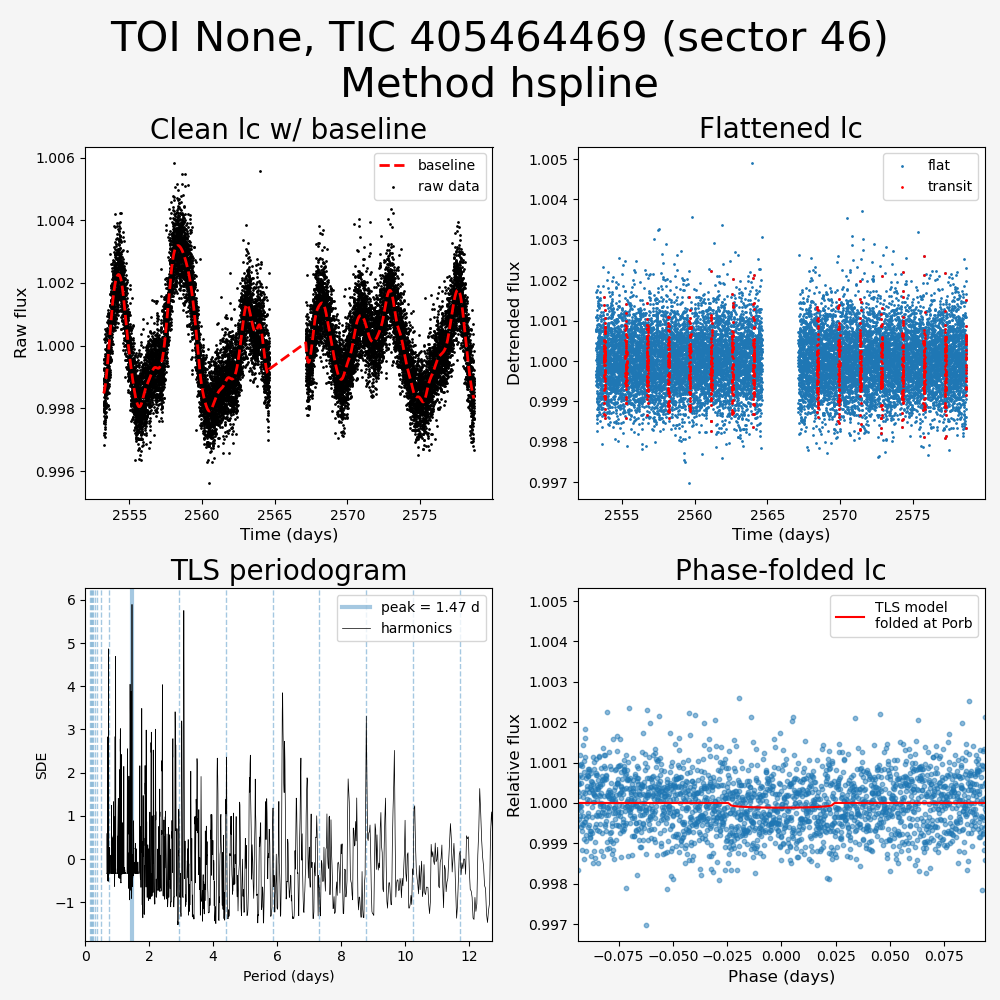 TOI None, TIC 405464469 (sector 46)
Method hspline
Clean lc w/ baseline
Raw flux
1.006
1.004
1.002
1.000
0.998
0.996
baseline
raw data
2555
2560
2565
2570
2575
Time (days)
Flattened lc
Detrended flux
1.005
1.004
1.003
1.002
1.001
1.000
0.999
0.998
0.997
flat
transit
2555
2560
2565
2570
2575
Time (days)
TLS periodogram
SDE
6
5
4
3
2
1
0
−1
peak = 1.47 d
harmonics
0
2
4
6
8
10
12
Period (days)
Phase-folded lc
Relative flux
1.005
1.004
1.003
1.002
1.001
1.000
0.999
0.998
0.997
TLS model
folded at Porb
−0.075
−0.050
−0.025
0.000
0.025
0.050
0.075
Phase (days)